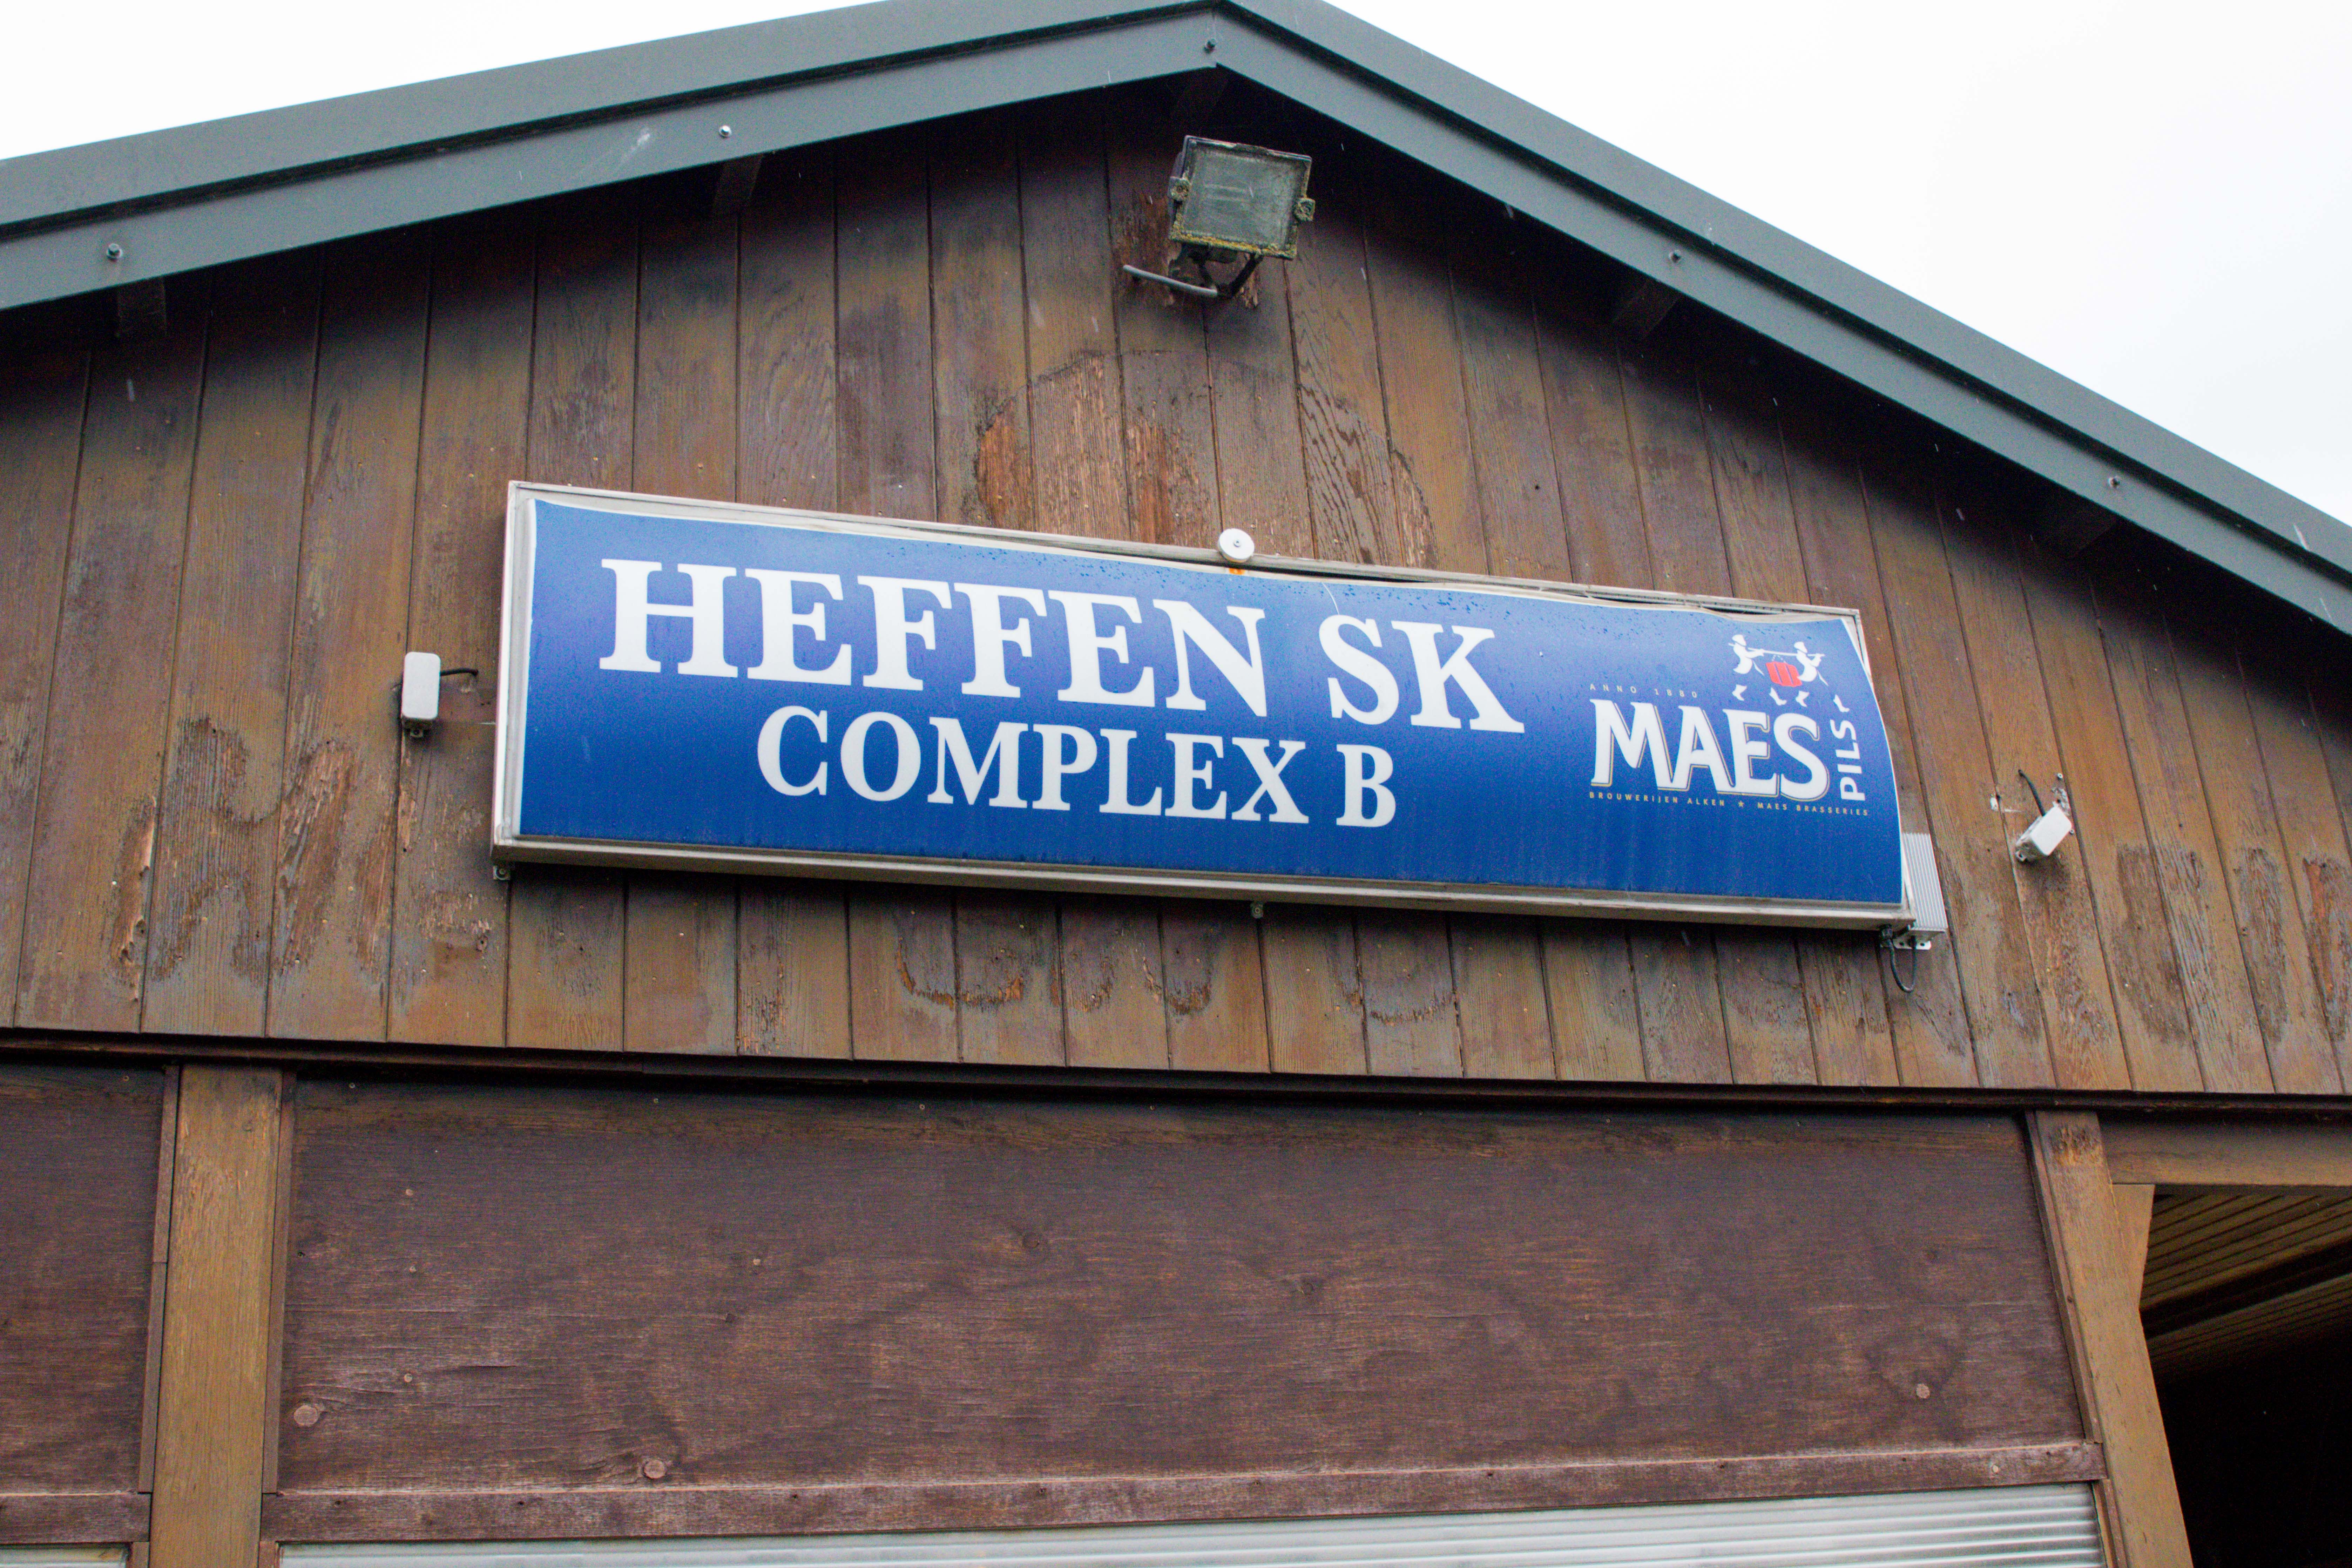 HEFFEN SK
COMPLEX B
ANNO 1880
MAES
PILS
BROUWERIJEN ALKEN ★ MAES BRASSERIES